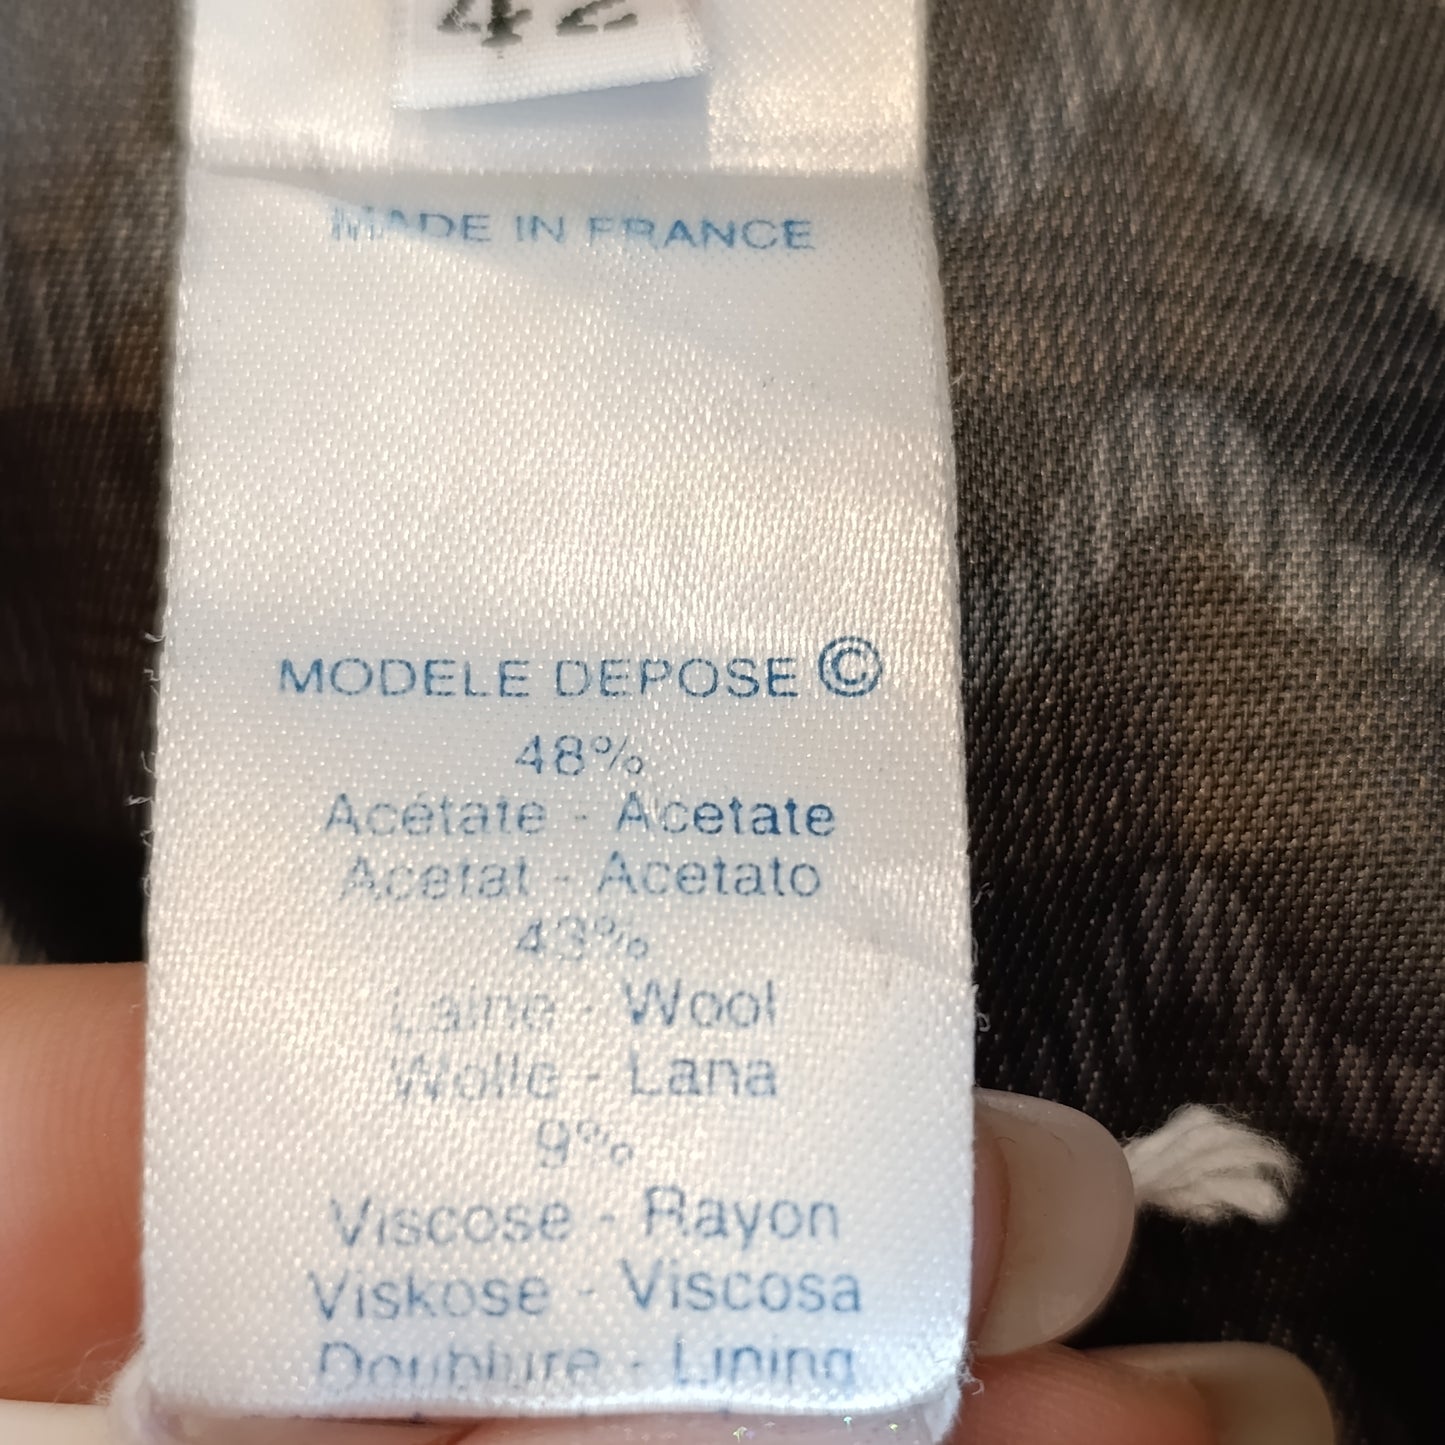 42
MADE IN FRANCE
MODELE DEPOSE ©
48%
Acétate - Acetate
Acetat - Acetato
43%
Laine - Wool
Wolle - Lana
9%
Viscose - Rayon
Viskose - Viscosa
Doublure - Lining